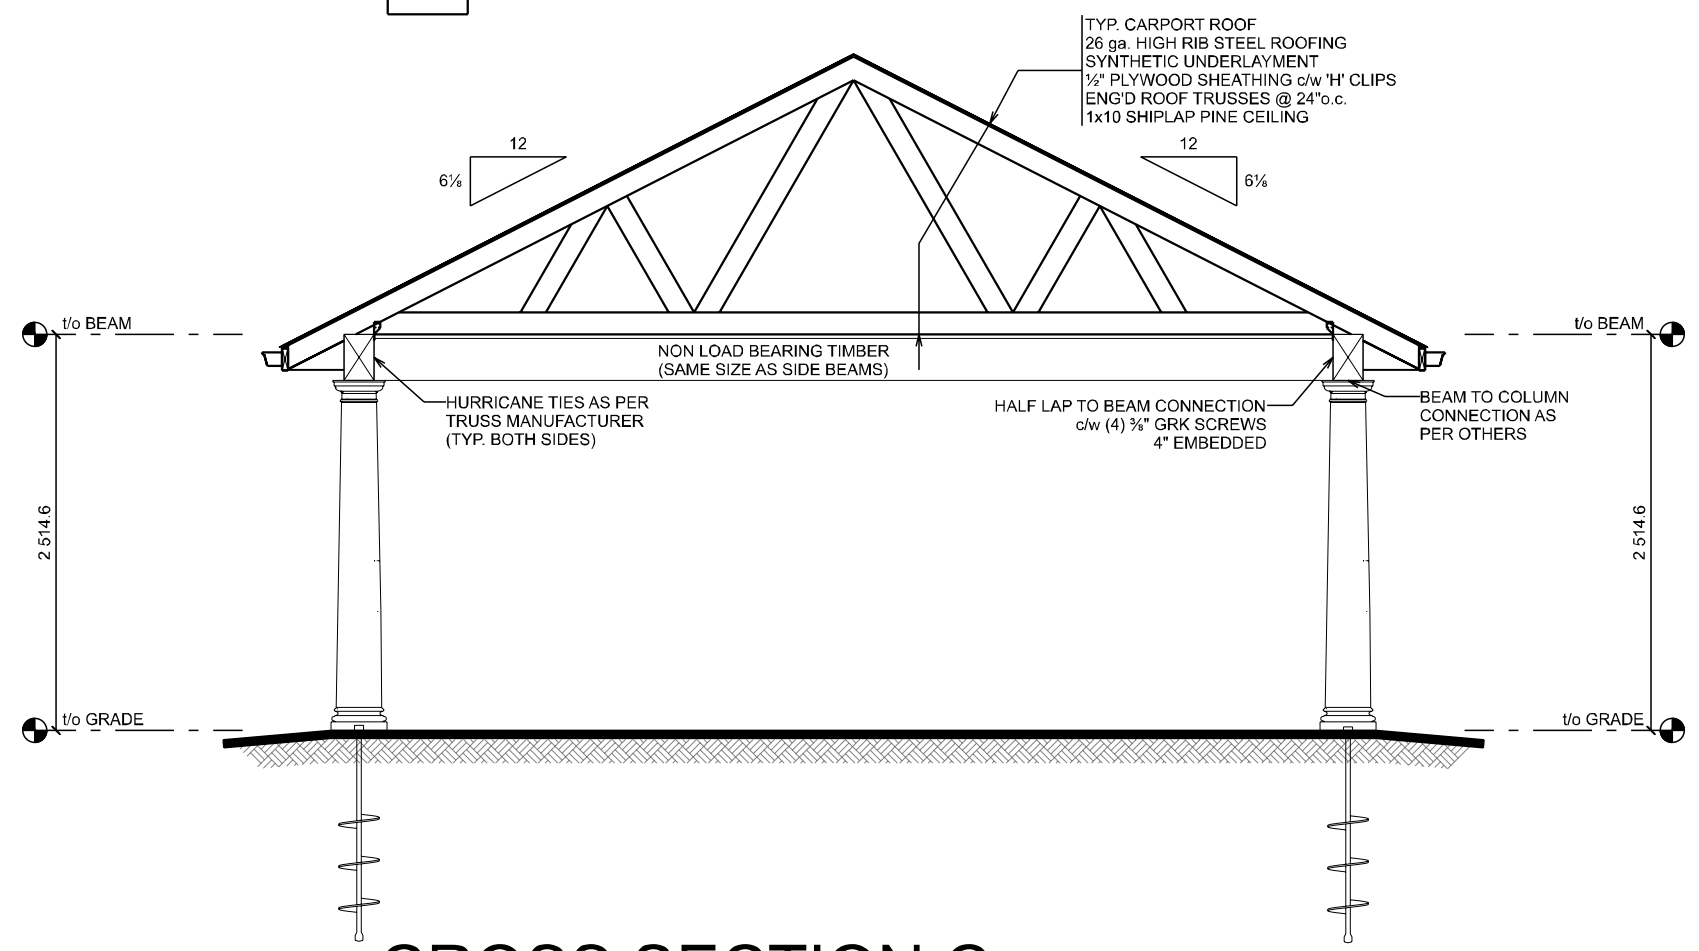 TYP. CARPORT ROOF
26 ga. HIGH RIB STEEL ROOFING
SYNTHETIC UNDERLAYMENT
½" PLYWOOD SHEATHING c/w 'H' CLIPS
ENG'D ROOF TRUSSES @ 24"o.c.
1x10 SHIPLAP PINE CEILING
12
6⅛
12
6⅛
t/o BEAM
t/o BEAM
NON LOAD BEARING TIMBER
(SAME SIZE AS SIDE BEAMS)
HURRICANE TIES AS PER
TRUSS MANUFACTURER
(TYP. BOTH SIDES)
HALF LAP TO BEAM CONNECTION
c/w (4) ⅜" GRK SCREWS
4" EMBEDDED
BEAM TO COLUMN
CONNECTION AS
PER OTHERS
2 514.6
2 514.6
t/o GRADE
t/o GRADE
CROSS SECTION